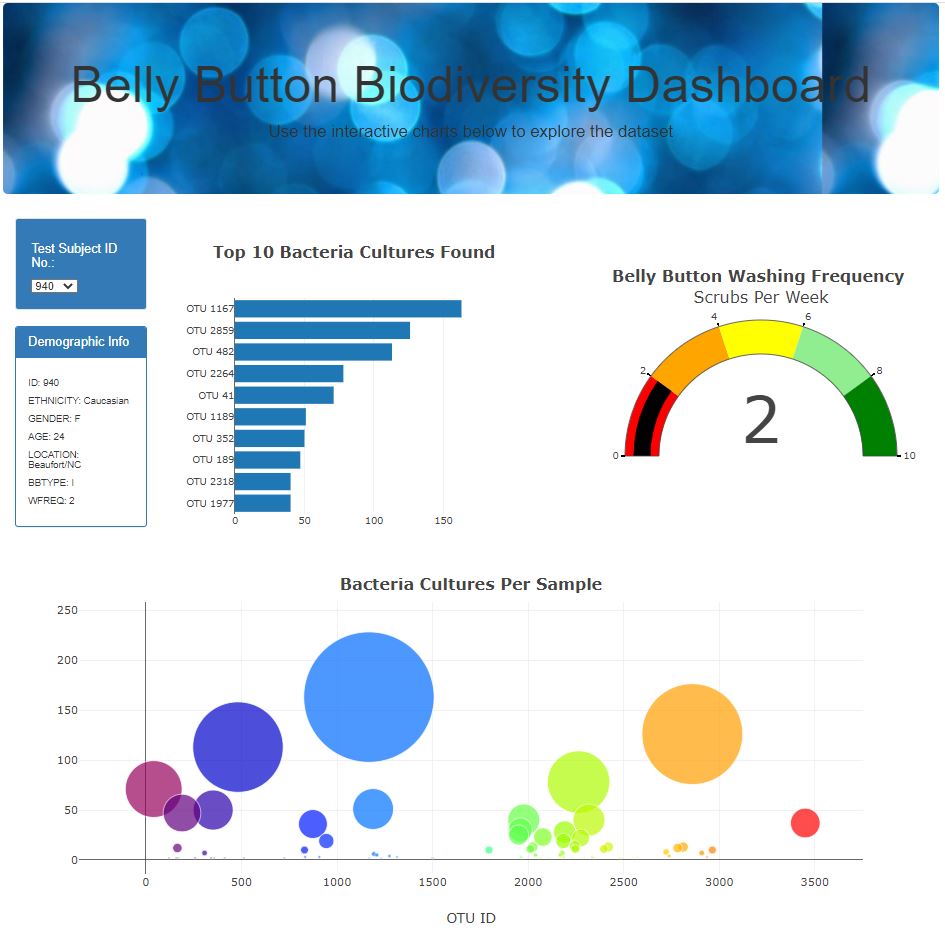 Belly Button Biodiversity Dashboard
Use the interactive charts below to explore the dataset
Test Subject ID
No.:
940
Demographic Info
ID: 940
ETHNICITY: Caucasian
GENDER: F
AGE: 24
LOCATION:
Beaufort/NC
BBTYPE: I
WFREQ: 2
Top 10 Bacteria Cultures Found
OTU 1167
OTU 2859
OTU 482
OTU 2264
OTU 41
OTU 1189
OTU 352
OTU 189
OTU 2318
OTU 1977
0 50 100 150
Belly Button Washing Frequency
Scrubs Per Week
4 6
2 8
2
0 10
Bacteria Cultures Per Sample
250
200
150
100
50
0
0 500 1000 1500 2000 2500 3000 3500
OTU ID